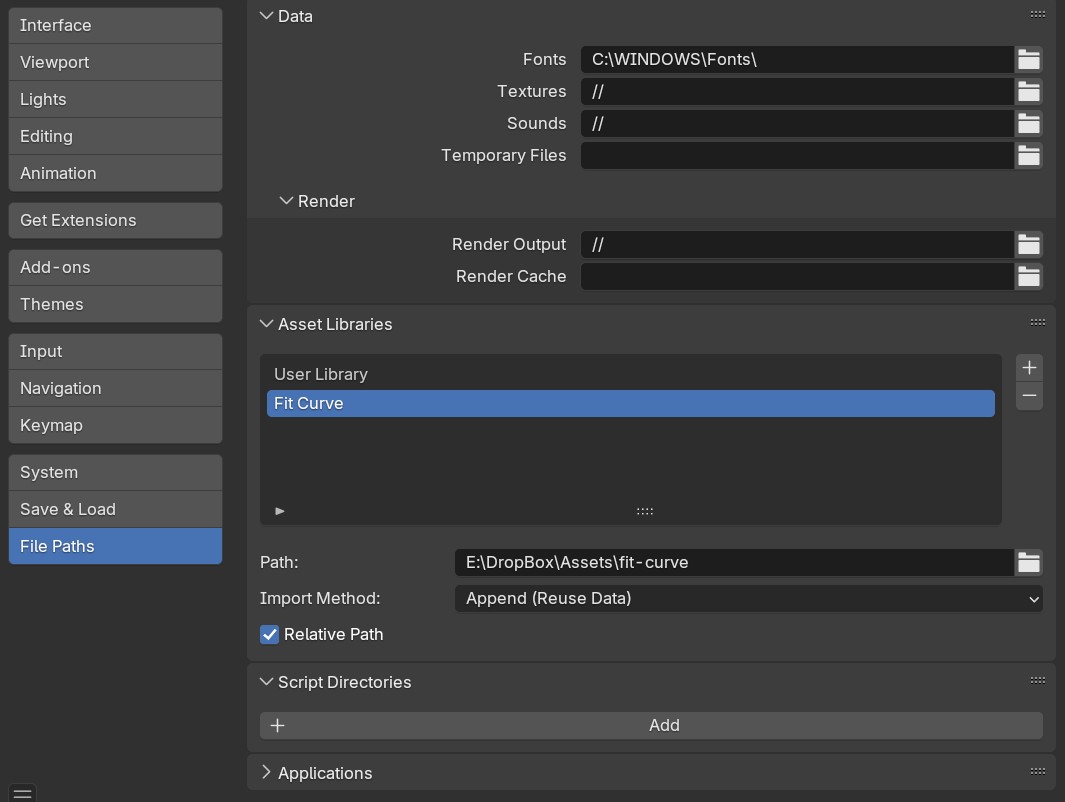 Interface
Viewport
Lights
Editing
Animation
Get Extensions
Add-ons
Themes
Input
Navigation
Keymap
System
Save & Load
File Paths
Data
Fonts C:\WINDOWS\Fonts\
Textures //
Sounds //
Temporary Files
Render
Render Output //
Render Cache
Asset Libraries
User Library
Fit Curve
Path: E:\DropBox\Assets\fit-curve
Import Method: Append (Reuse Data)
Relative Path
Script Directories
Add
Applications